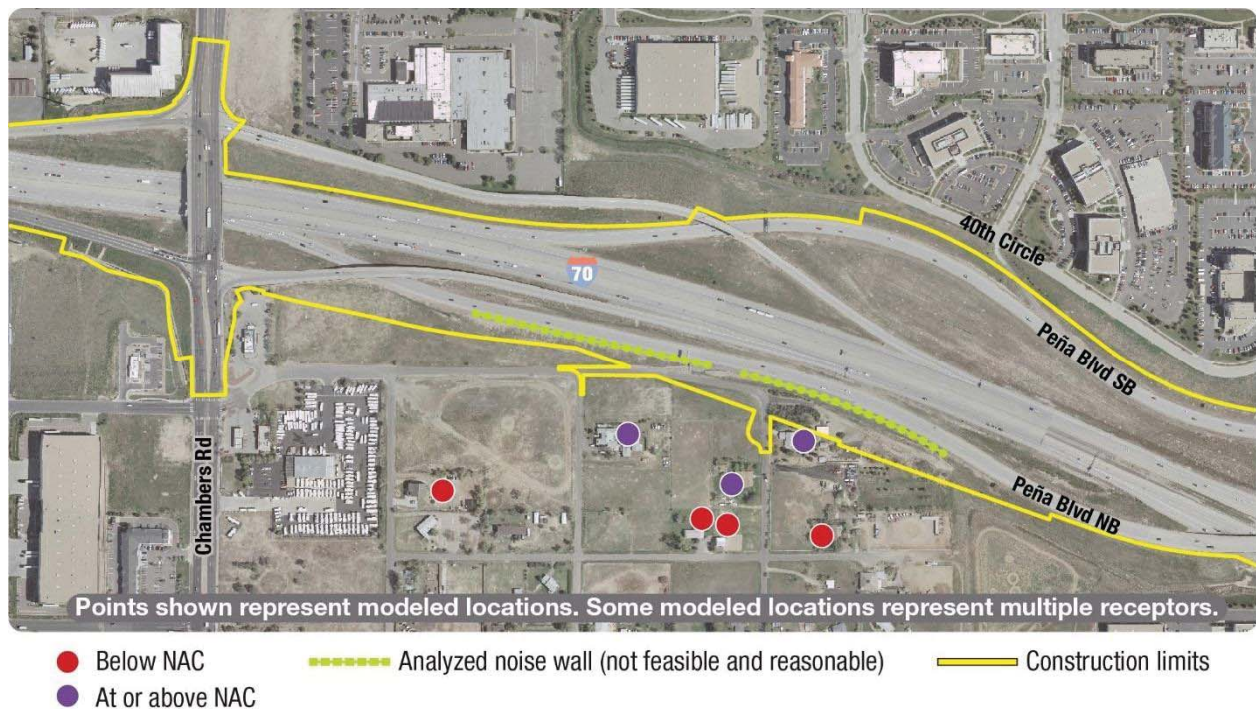 40th Circle
70
Peña Blvd SB
Chambers Rd
Peña Blvd NB
Points shown represent modeled locations. Some modeled locations represent multiple receptors.
Below NAC
Analyzed noise wall (not feasible and reasonable)
Construction limits
At or above NAC